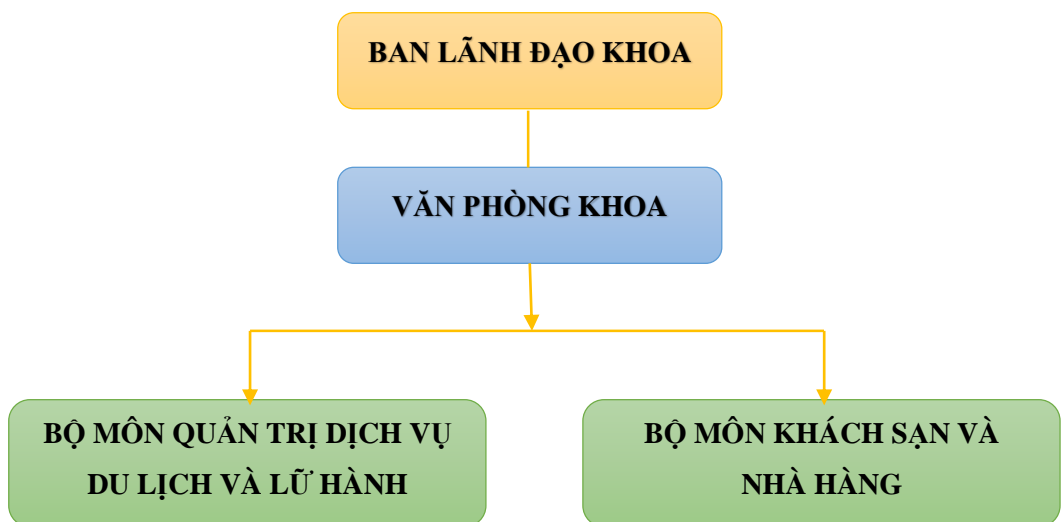 BAN LÃNH ĐẠO KHOA
VĂN PHÒNG KHOA
BỘ MÔN QUẢN TRỊ DỊCH VỤ
DU LỊCH VÀ LỮ HÀNH
BỘ MÔN KHÁCH SẠN VÀ
NHÀ HÀNG